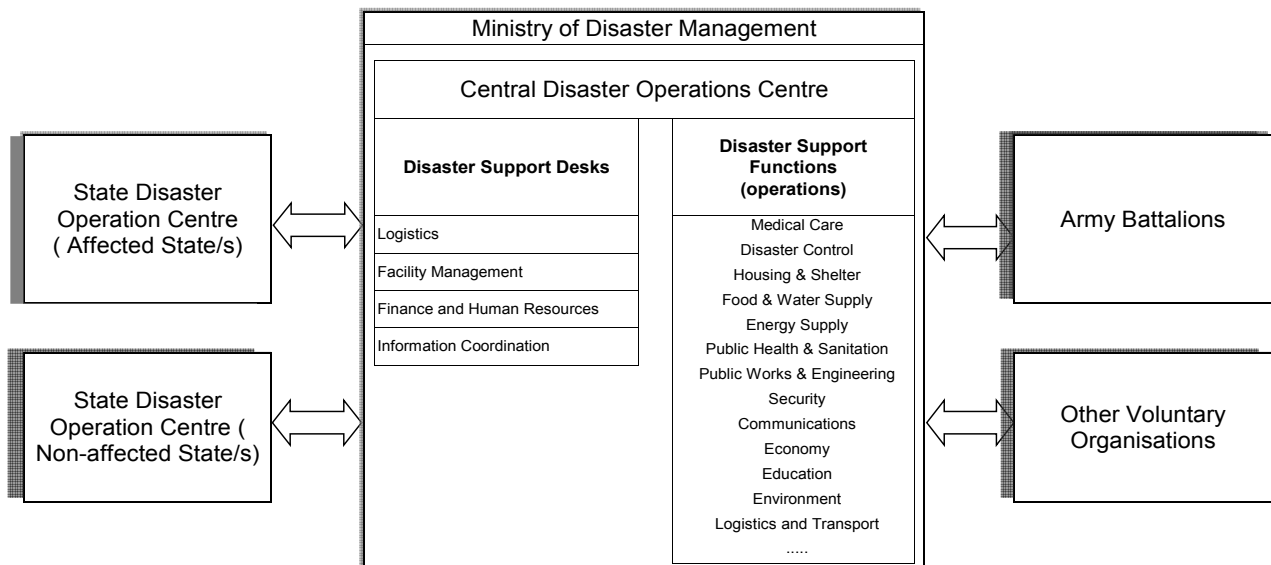 Ministry of Disaster Management
Central Disaster Operations Centre
Disaster Support Desks
Logistics
Facility Management
Finance and Human Resources
Information Coordination
Disaster Support
Functions
(operations)
Medical Care
Disaster Control
Housing & Shelter
Food & Water Supply
Energy Supply
Public Health & Sanitation
Public Works & Engineering
Security
Communications
Economy
Education
Environment
Logistics and Transport
.....
State Disaster
Operation Centre
( Affected State/s)
State Disaster
Operation Centre (
Non-affected State/s)
Army Battalions
Other Voluntary
Organisations